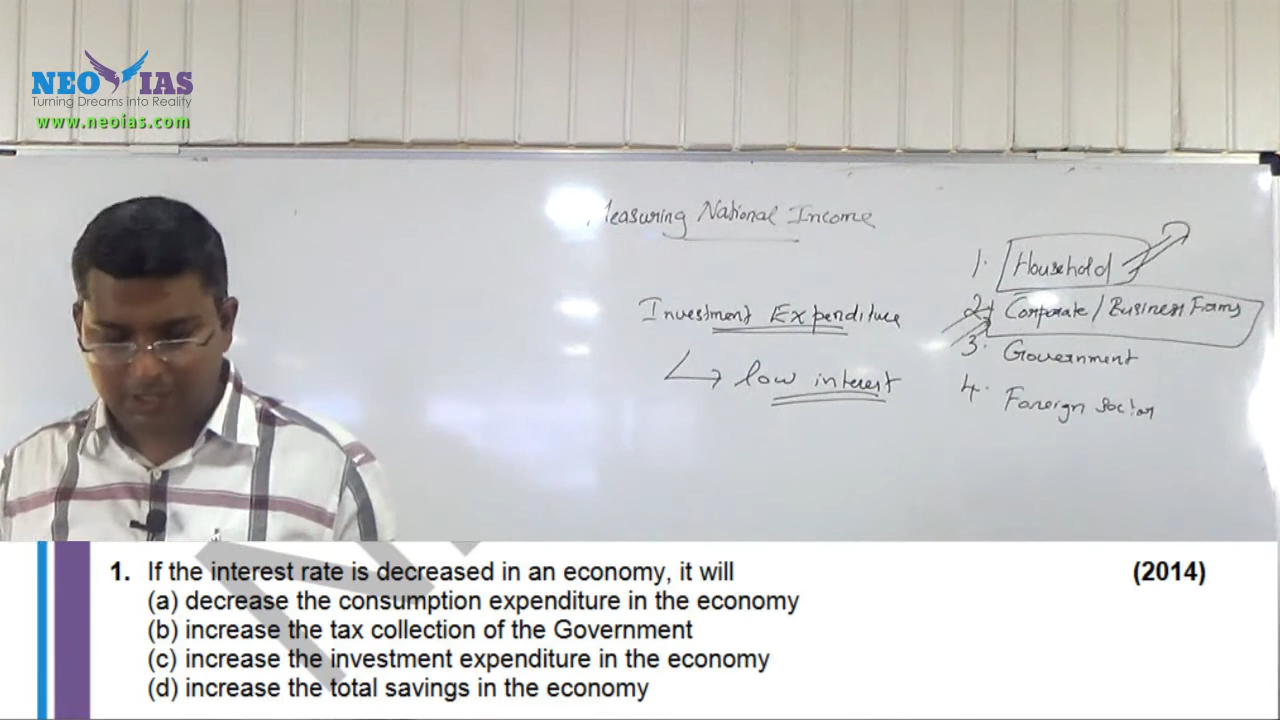 NEO IAS
Turning Dreams into Reality
www.neoias.com
Measuring National Income
Investment Expenditure
↳ low interest
1. Household
2. Corporate / Business Firms
3. Government
4. Foreign Sector
1. If the interest rate is decreased in an economy, it will (2014)
(a) decrease the consumption expenditure in the economy
(b) increase the tax collection of the Government
(c) increase the investment expenditure in the economy
(d) increase the total savings in the economy